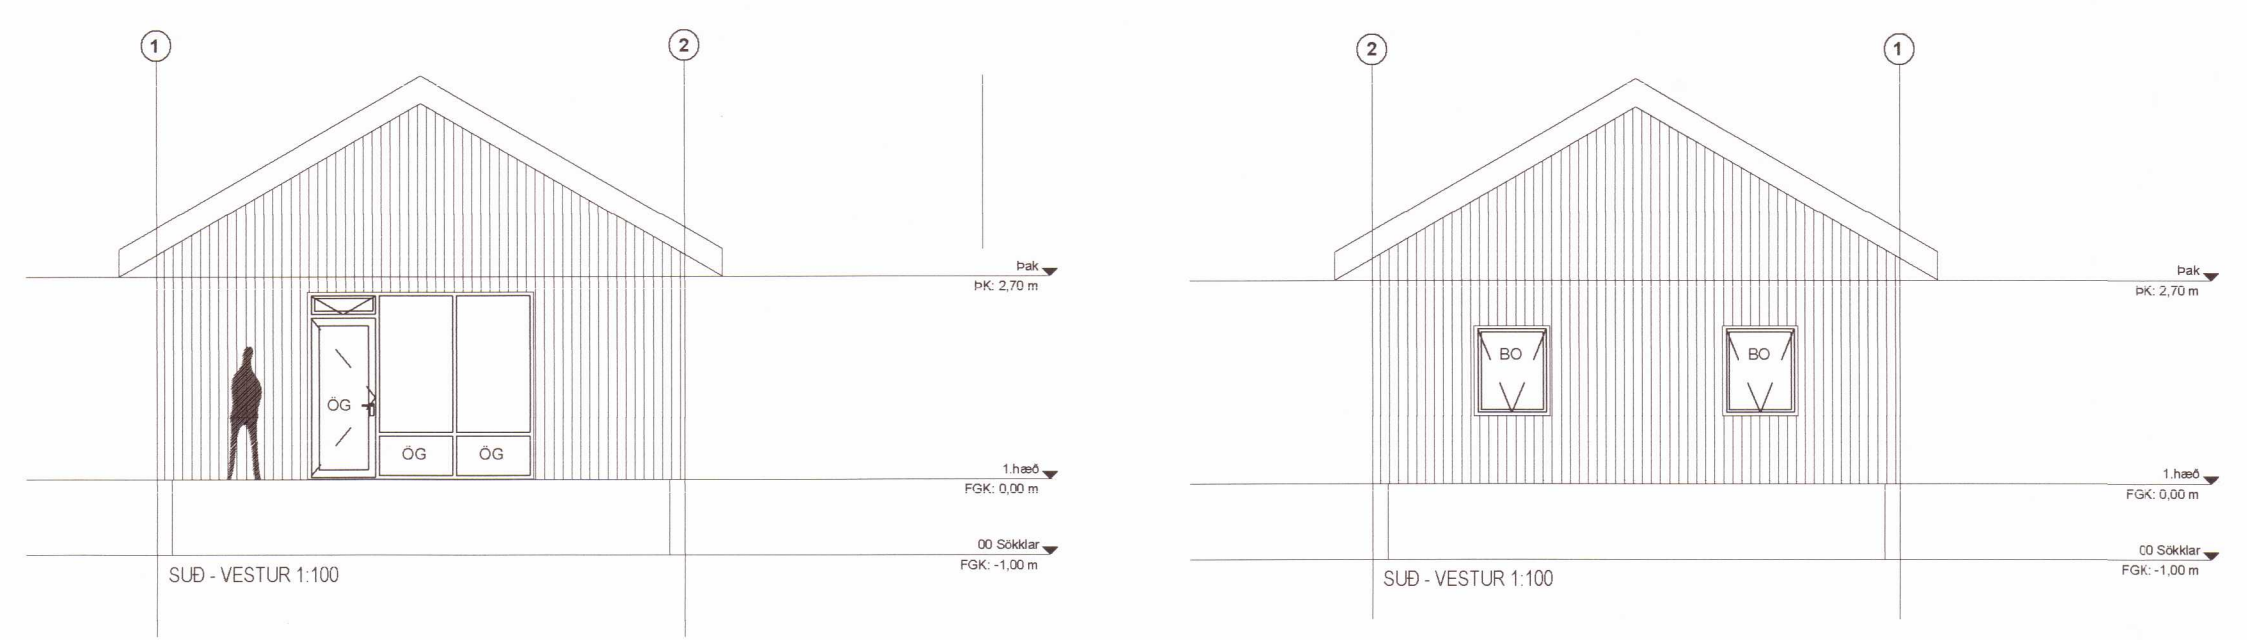 1
2
Þak
ÞK: 2,70 m
ÖG
ÖG
ÖG
1.hæð
FGK: 0,00 m
00 Sökklar
FGK: -1,00 m
SUÐ - VESTUR 1:100
2
1
Þak
ÞK: 2,70 m
BO
BO
1.hæð
FGK: 0,00 m
00 Sökklar
FGK: -1,00 m
SUÐ - VESTUR 1:100